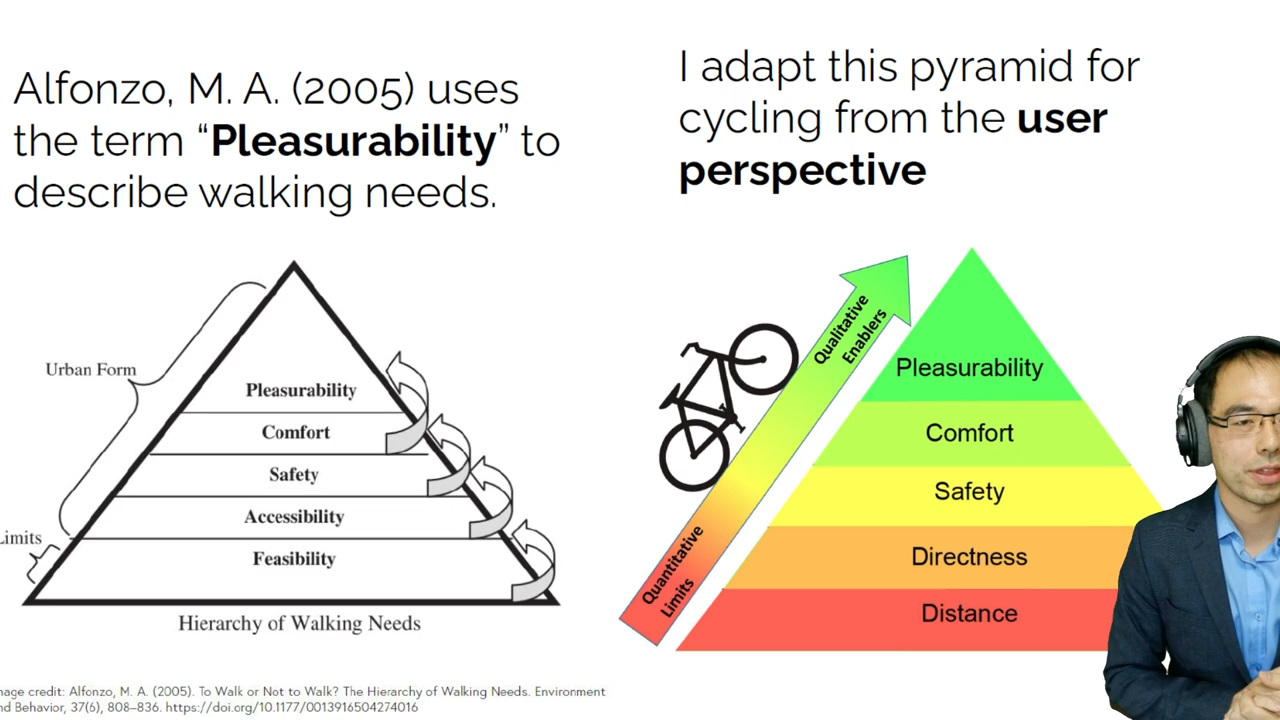 Alfonzo, M. A. (2005) uses
the term “Pleasurability” to
describe walking needs.
I adapt this pyramid for
cycling from the user
perspective
Urban Form
Limits
Pleasurability
Comfort
Safety
Accessibility
Feasibility
Hierarchy of Walking Needs
Qualitative
Enablers
Quantitative
Limits
Pleasurability
Comfort
Safety
Directness
Distance
mage credit: Alfonzo, M. A. (2005). To Walk or Not to Walk? The Hierarchy of Walking Needs. Environment
nd Behavior, 37(6), 808–836. https://doi.org/10.1177/0013916504274016